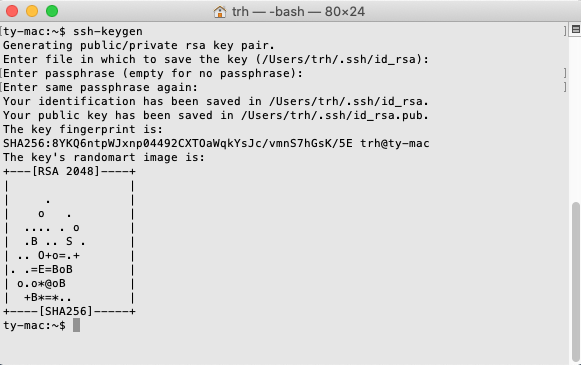 trh — -bash — 80×24
ty-mac:~$ ssh-keygen
Generating public/private rsa key pair.
Enter file in which to save the key (/Users/trh/.ssh/id_rsa):
Enter passphrase (empty for no passphrase):
Enter same passphrase again:
Your identification has been saved in /Users/trh/.ssh/id_rsa.
Your public key has been saved in /Users/trh/.ssh/id_rsa.pub.
The key fingerprint is:
SHA256:8YKQ6ntpWJxnp04492CXTOaWqkYsJc/vmnS7hGsK/5E trh@ty-mac
The key's randomart image is:
+---[RSA 2048]----+
|                 |
|     .           |
|    o   .        |
|  .... . o       |
|  .B .. S .      |
| .. O+o=.+       |
|. .=E=BoB        |
| o.o*@oB         |
|  +B*=*..        |
+----[SHA256]-----+
ty-mac:~$